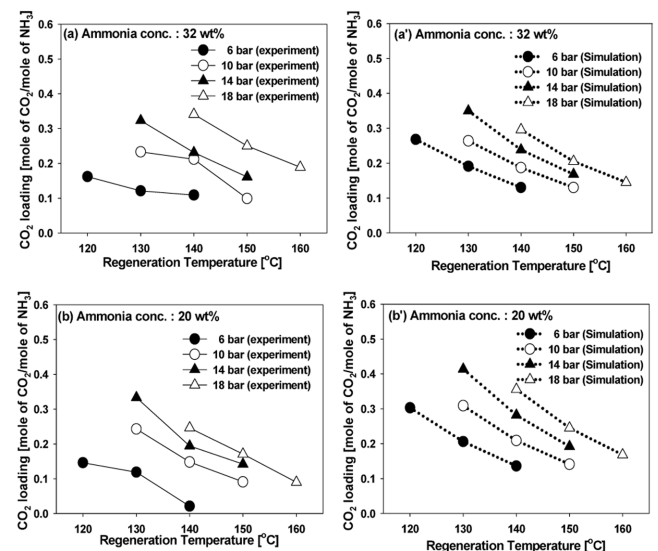 (a) Ammonia conc. : 32 wt%
6 bar (experiment)
10 bar (experiment)
14 bar (experiment)
18 bar (experiment)
CO₂ loading [mole of CO₂/mole of NH₃]
0.6
0.5
0.4
0.3
0.2
0.1
0.0
120 130 140 150 160
Regeneration Temperature [°C]
(a') Ammonia conc. : 32 wt%
6 bar (Simulation)
10 bar (Simulation)
14 bar (Simulation)
18 bar (Simulation)
CO₂ loading [mole of CO₂/mole of NH₃]
0.6
0.5
0.4
0.3
0.2
0.1
0.0
120 130 140 150 160
Regeneration Temperature [°C]
(b) Ammonia conc. : 20 wt%
6 bar (experiment)
10 bar (experiment)
14 bar (experiment)
18 bar (experiment)
CO₂ loading [mole of CO₂/mole of NH₃]
0.6
0.5
0.4
0.3
0.2
0.1
0.0
120 130 140 150 160
Regeneration Temperature [°C]
(b') Ammonia conc. : 20 wt%
6 bar (Simulation)
10 bar (Simulation)
14 bar (Simulation)
18 bar (Simulation)
CO₂ loading [mole of CO₂/mole of NH₃]
0.6
0.5
0.4
0.3
0.2
0.1
0.0
120 130 140 150 160
Regeneration Temperature [°C]